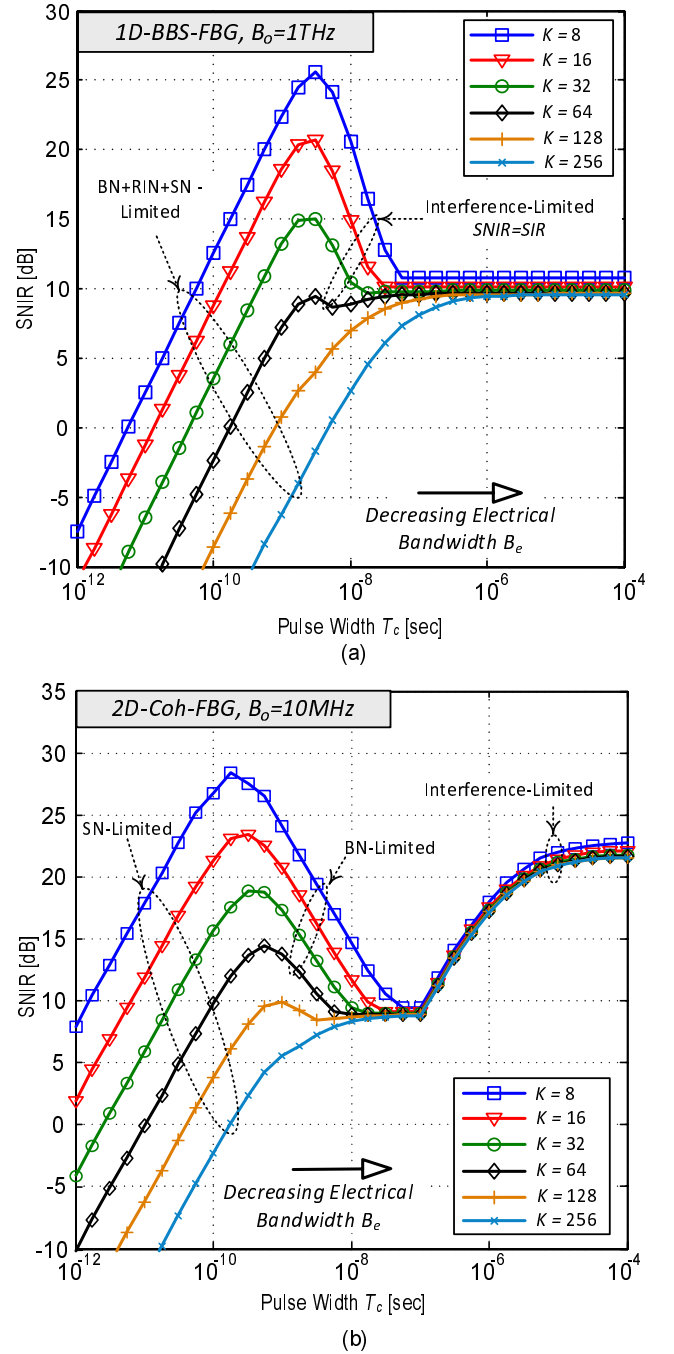 1D-BBS-FBG, Bo=1THz
K = 8
K = 16
K = 32
K = 64
K = 128
K = 256
BN+RIN+SN -
Limited
Interference-Limited
SNIR=SIR
Decreasing Electrical
Bandwidth Be
SNIR [dB]
30
25
20
15
10
5
0
-5
-10
10^-12
10^-10
10^-8
10^-6
10^-4
Pulse Width Tc [sec]
(a)
2D-Coh-FBG, Bo=10MHz
Interference-Limited
SN-Limited
BN-Limited
SNIR [dB]
35
30
25
20
15
10
5
0
-5
-10
K = 8
K = 16
K = 32
K = 64
K = 128
K = 256
Decreasing Electrical
Bandwidth Be
10^-12
10^-10
10^-8
10^-6
10^-4
Pulse Width Tc [sec]
(b)